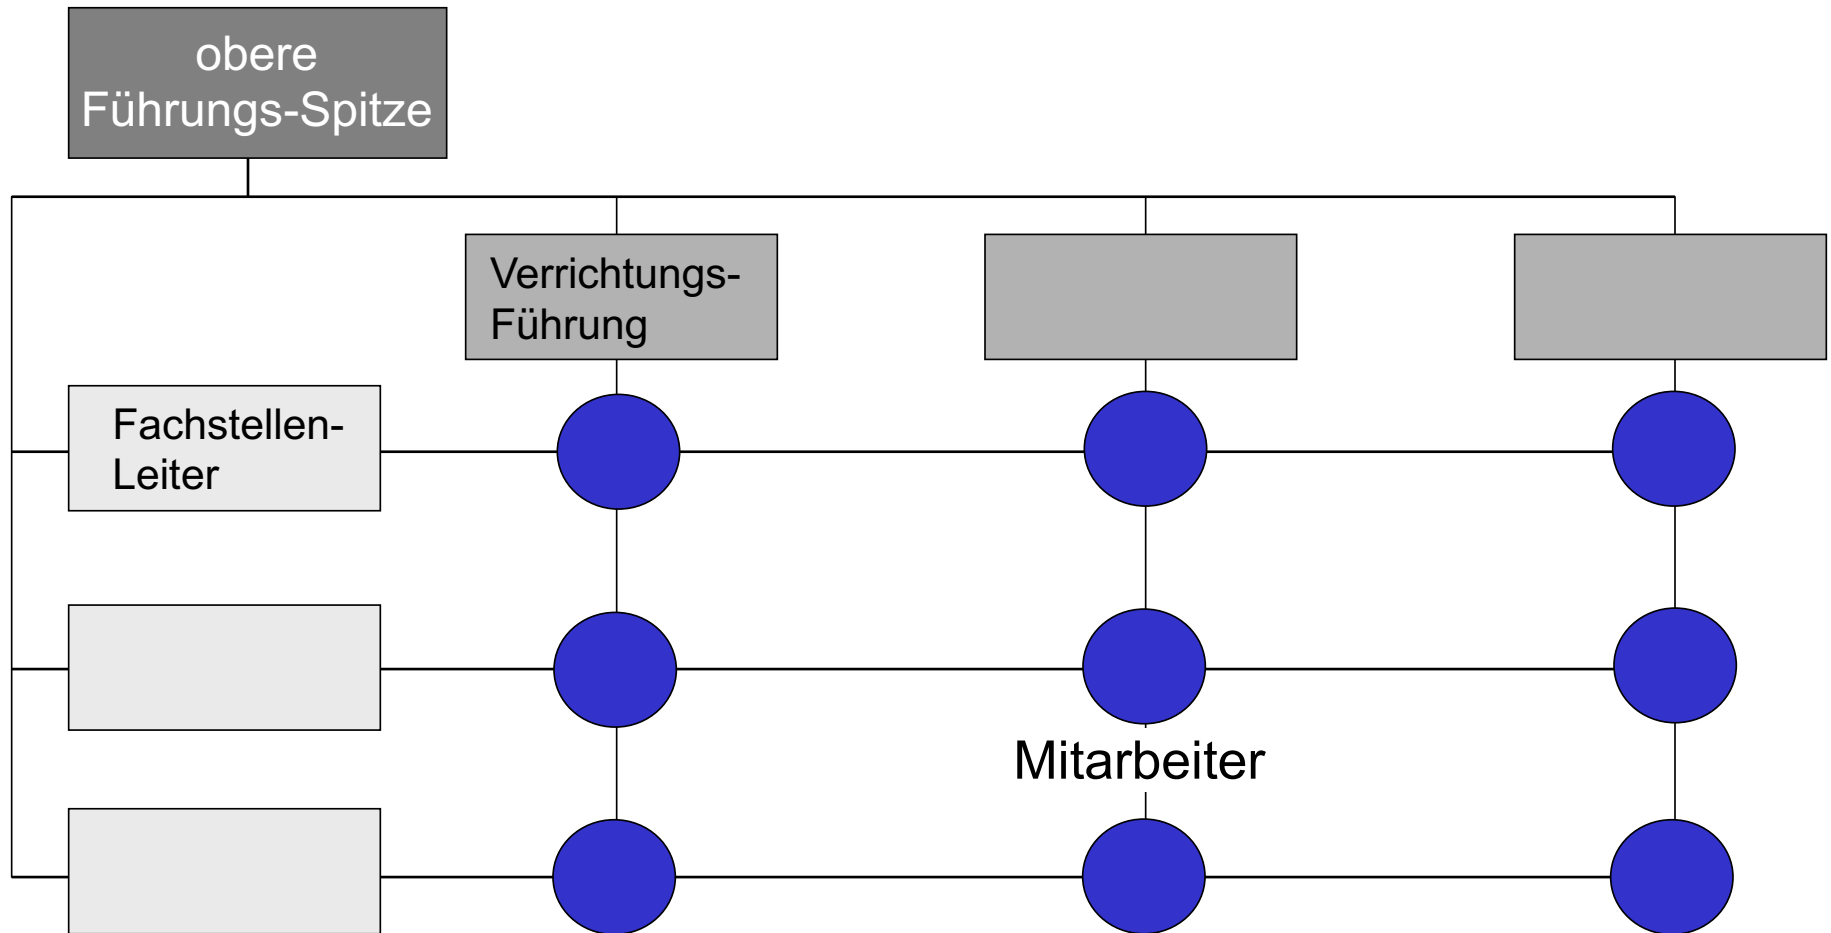 obere
Führungs-Spitze
Verrichtungs-
Führung
Fachstellen-
Leiter
Mitarbeiter